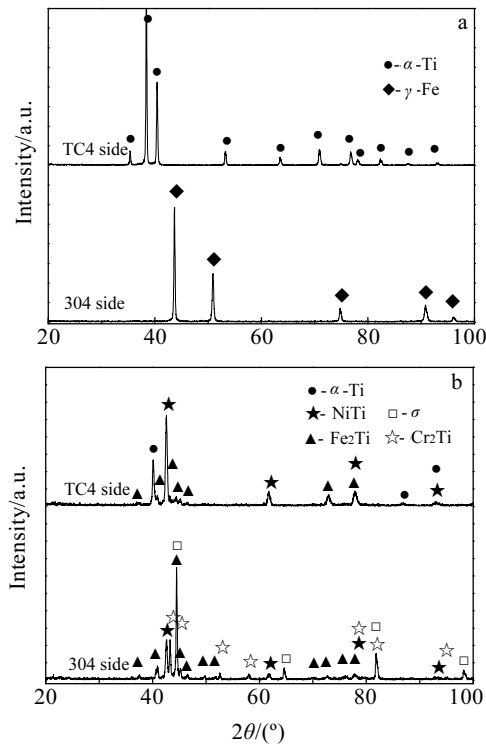 a
●- α-Ti
◆- γ-Fe
TC4 side
304 side
Intensity/a.u.
20 40 60 80 100
b
●- α-Ti
★- NiTi □- σ
▲- Fe₂Ti ☆- Cr₂Ti
TC4 side
304 side
Intensity/a.u.
20 40 60 80 100
2θ/(º)